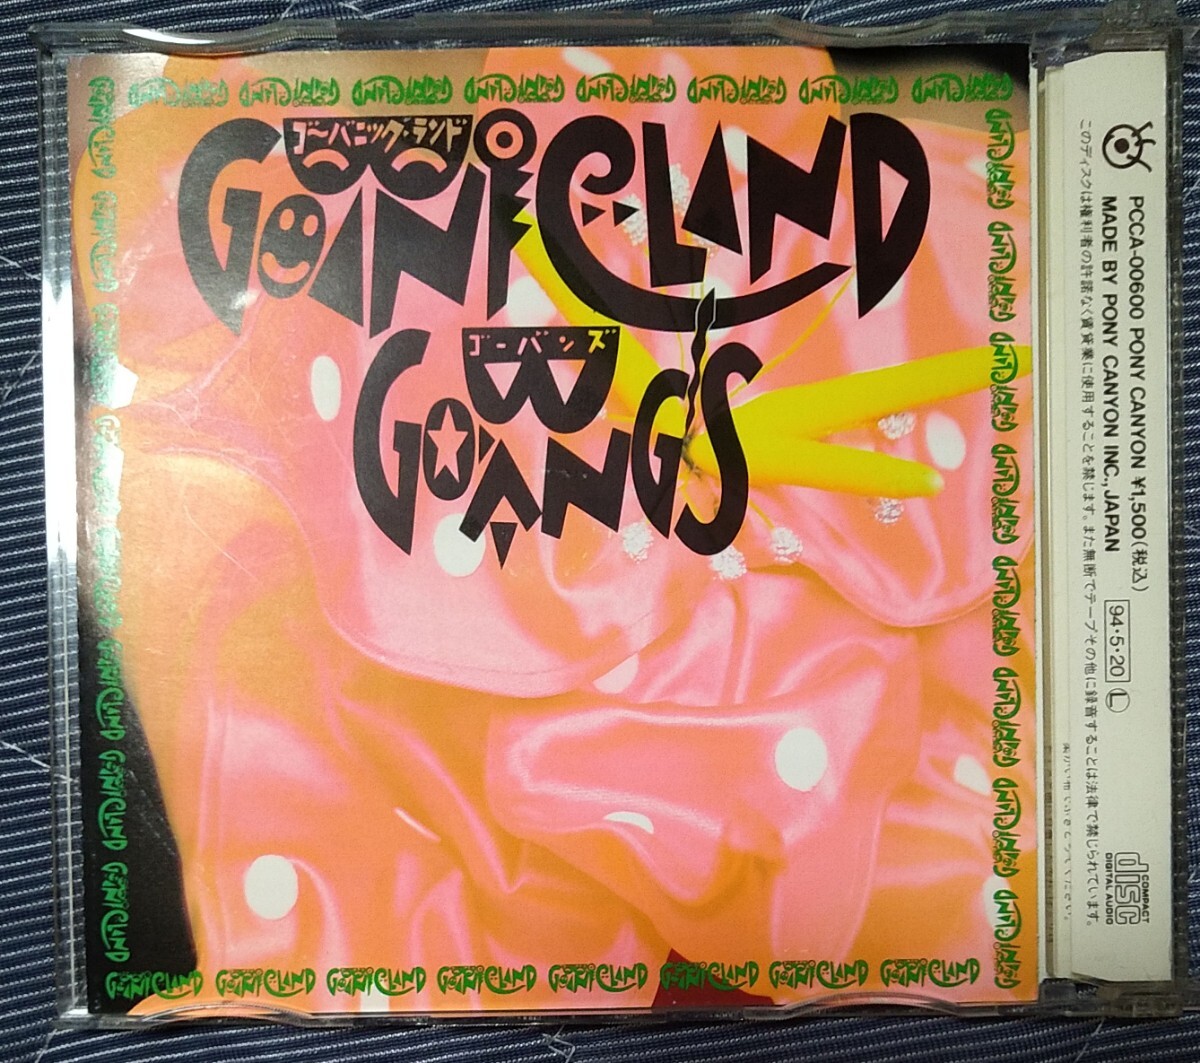 GO-BANIC LAND
ゴーバニック・ランド
ゴーバンズ
GO-BANG'S
PCCA-00600 PONY CANYON ¥1,500(税込) 94・5・20 Ⓛ
MADE BY PONY CANYON INC., JAPAN
このディスクは権利者の許諾なく賃貸業に使用することを禁じます。また無断でテープその他に録音することは法律で禁じられています。
COMPACT
disc
DIGITAL AUDIO